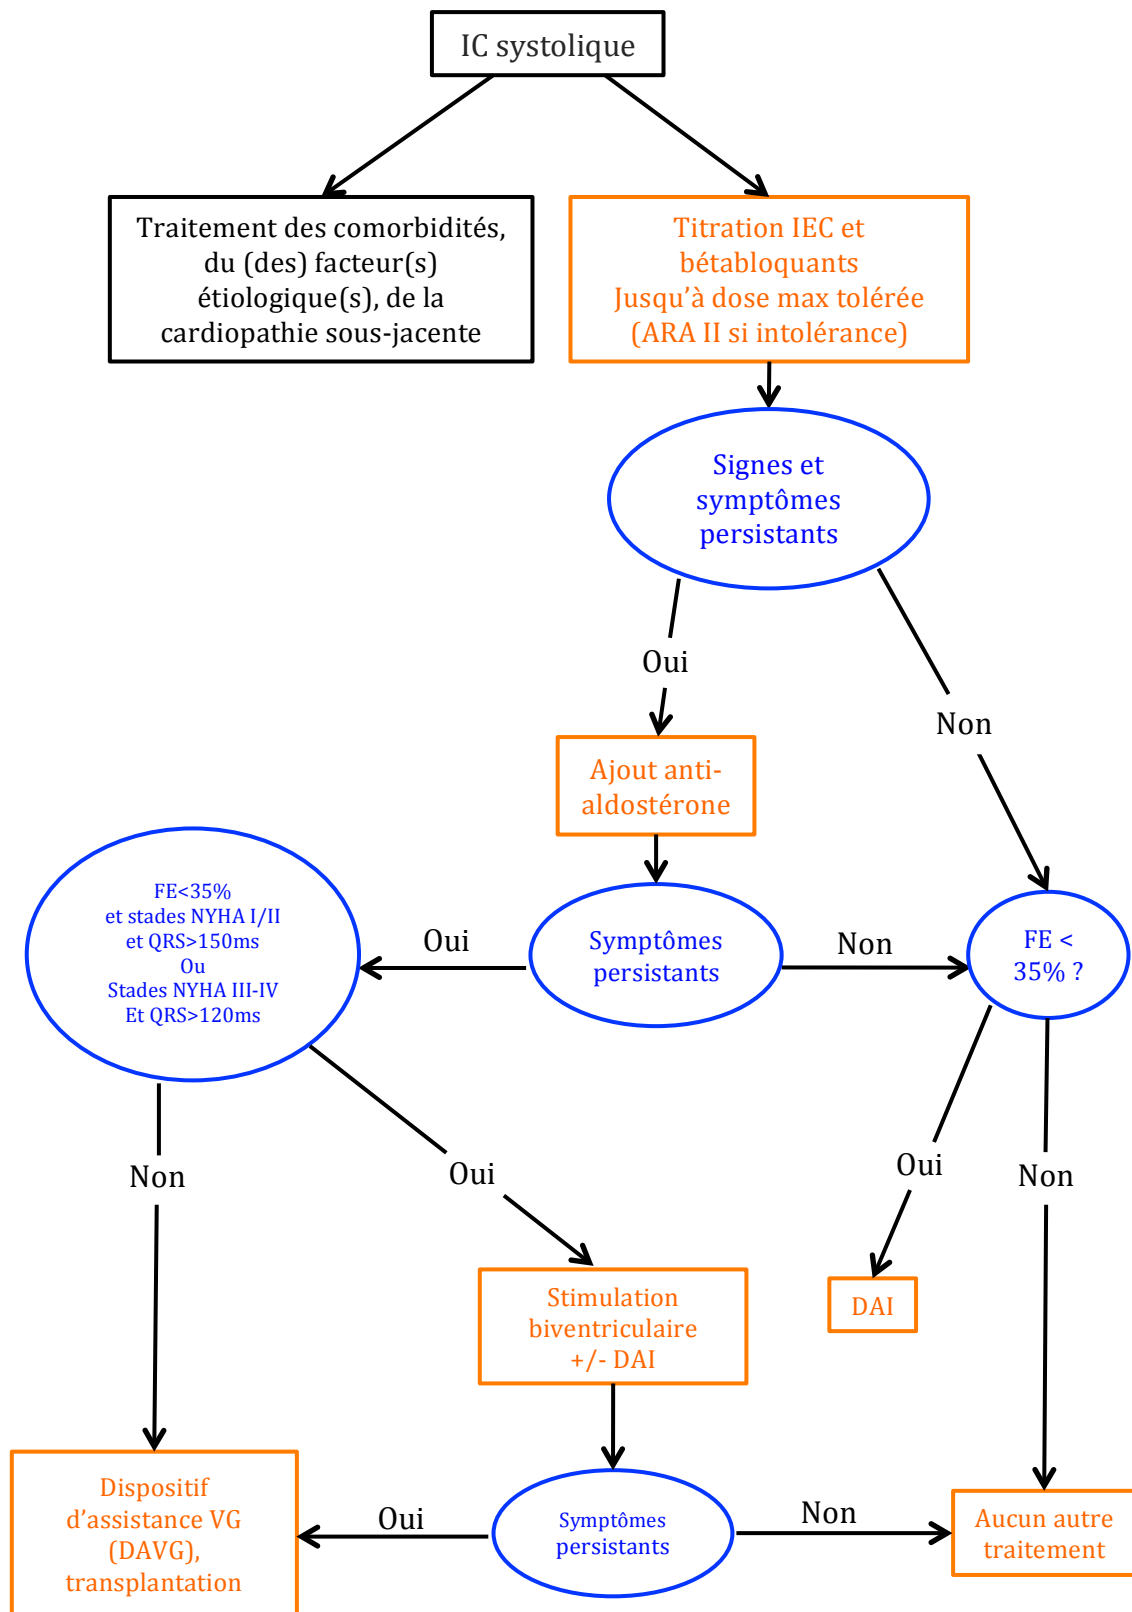 IC systolique
Traitement des comorbidités,
du (des) facteur(s)
étiologique(s), de la
cardiopathie sous-jacente
Titration IEC et
bétabloquants
Jusqu’à dose max tolérée
(ARA II si intolérance)
Signes et
symptômes
persistants
Oui
Non
Ajout anti-
aldostérone
FE<35%
et stades NYHA I/II
et QRS>150ms
Ou
Stades NYHA III-IV
Et QRS>120ms
Oui
Symptômes
persistants
Non
FE <
35% ?
Non
Oui
Oui
Non
Stimulation
biventriculaire
+/- DAI
DAI
Dispositif
d’assistance VG
(DAVG),
transplantation
Oui
Symptômes
persistants
Non
Aucun autre
traitement